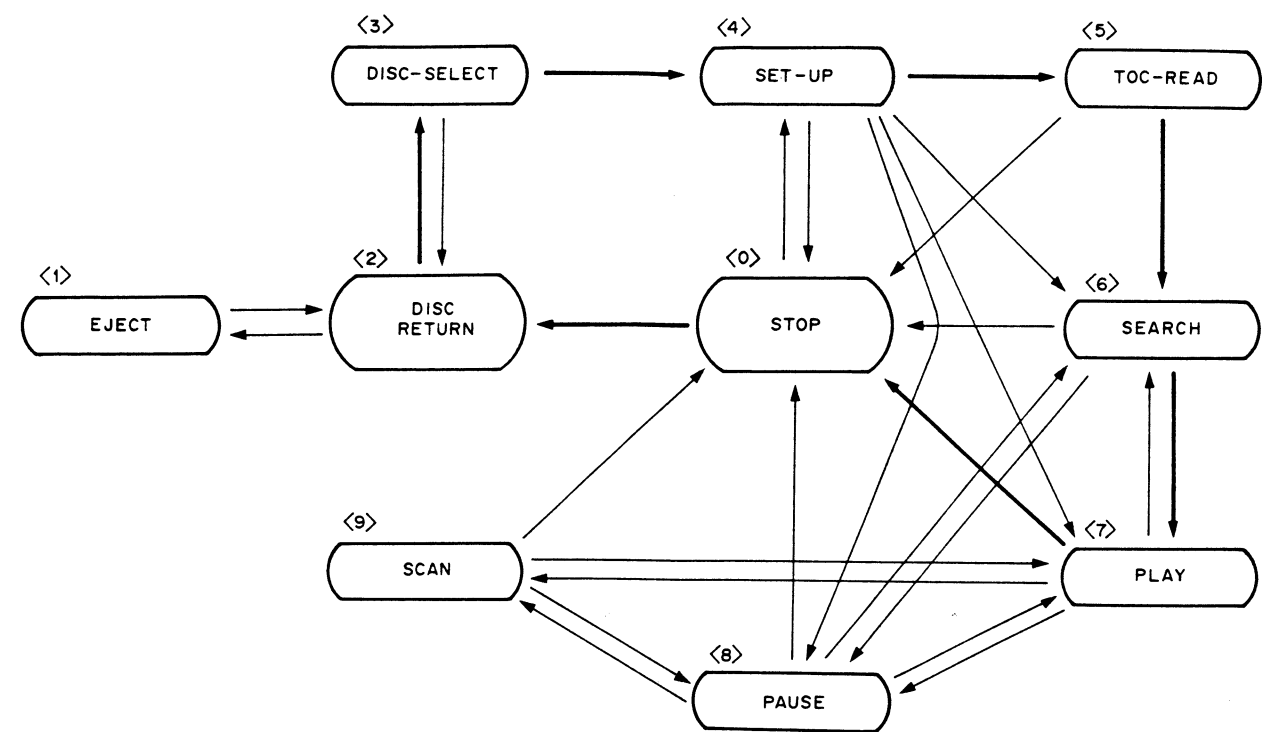 <3>
DISC-SELECT
<4>
SET-UP
<5>
TOC-READ
<1>
EJECT
<2>
DISC
RETURN
<0>
STOP
<6>
SEARCH
<9>
SCAN
<7>
PLAY
<8>
PAUSE